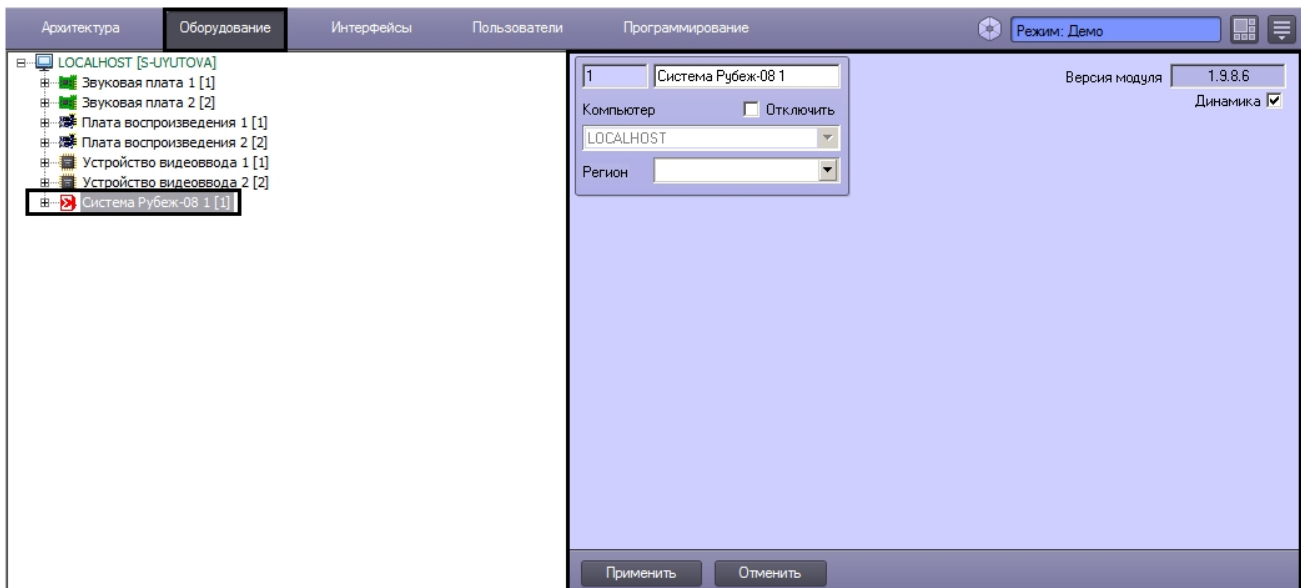 Архитектура Оборудование Интерфейсы Пользователи Программирование Режим: Демо
LOCALHOST [S-UYUTOVA]
Звуковая плата 1 [1]
Звуковая плата 2 [2]
Плата воспроизведения 1 [1]
Плата воспроизведения 2 [2]
Устройство видеоввода 1 [1]
Устройство видеоввода 2 [2]
Система Рубеж-08 1 [1]
1 Система Рубеж-08 1 Версия модуля 1.9.8.6
Динамика
Компьютер Отключить
LOCALHOST
Регион
Применить Отменить